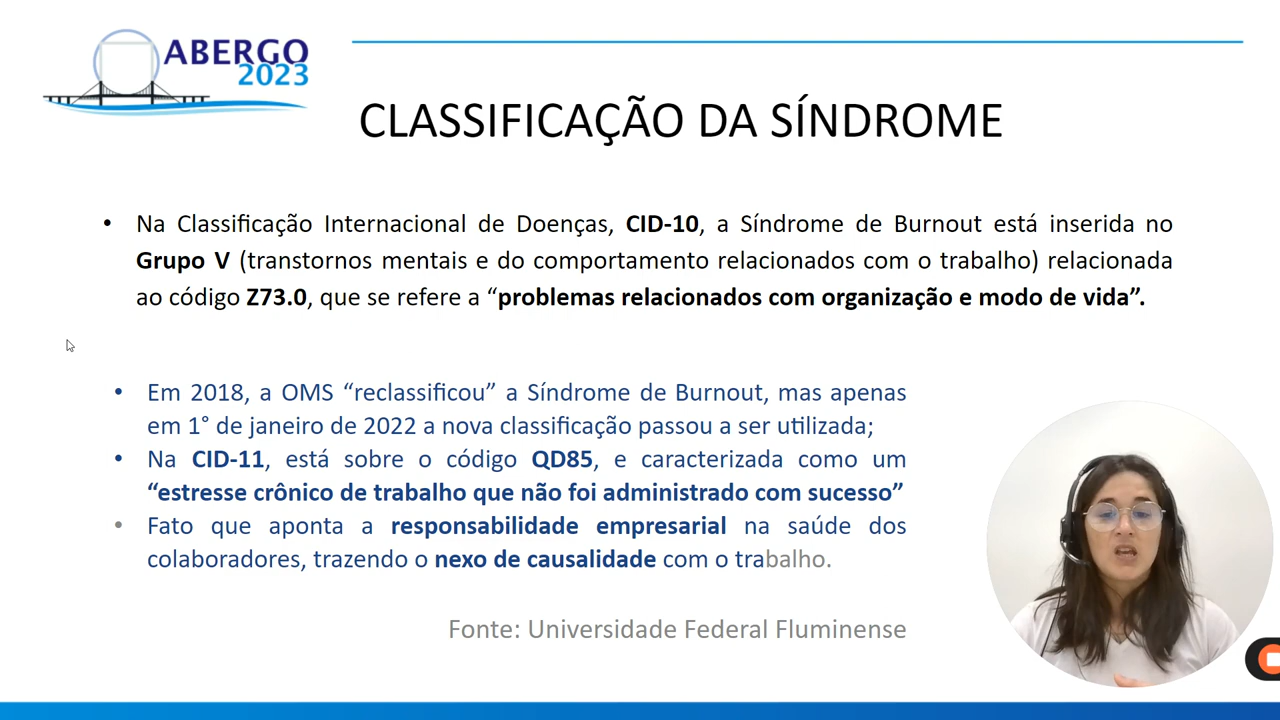 ABERGO
2023
CLASSIFICAÇÃO DA SÍNDROME
• Na Classificação Internacional de Doenças, CID-10, a Síndrome de Burnout está inserida no
Grupo V (transtornos mentais e do comportamento relacionados com o trabalho) relacionada
ao código Z73.0, que se refere a “problemas relacionados com organização e modo de vida”.
• Em 2018, a OMS “reclassificou” a Síndrome de Burnout, mas apenas
em 1° de janeiro de 2022 a nova classificação passou a ser utilizada;
• Na CID-11, está sobre o código QD85, e caracterizada como um
“estresse crônico de trabalho que não foi administrado com sucesso”
• Fato que aponta a responsabilidade empresarial na saúde dos
colaboradores, trazendo o nexo de causalidade com o trabalho.
Fonte: Universidade Federal Fluminense